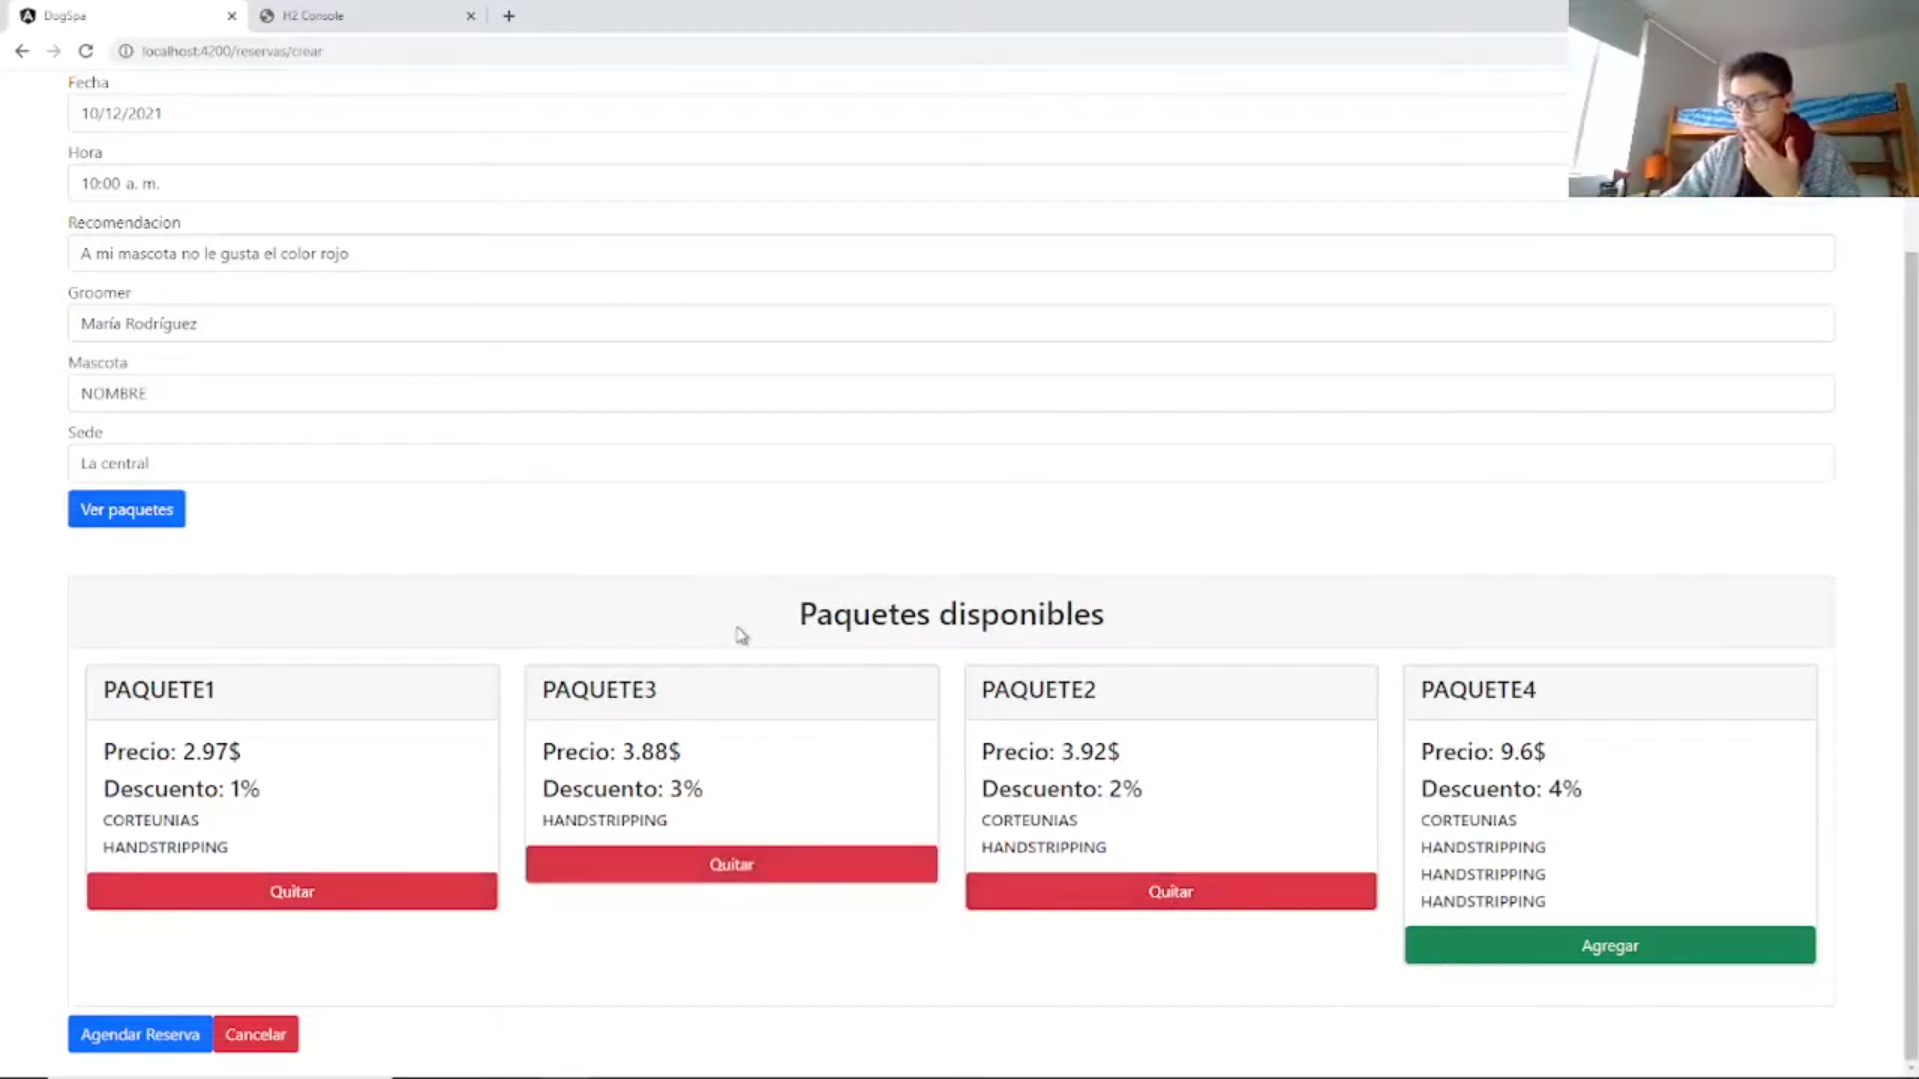 DogSpa
H2 Console
localhost:4200/reservas/crear
Fecha
10/12/2021
Hora
10:00 a. m.
Recomendacion
A mi mascota no le gusta el color rojo
Groomer
María Rodríguez
Mascota
NOMBRE
Sede
La central
Ver paquetes
Paquetes disponibles
PAQUETE1
Precio: 2.97$
Descuento: 1%
CORTEUNIAS
HANDSTRIPPING
Quitar
PAQUETE3
Precio: 3.88$
Descuento: 3%
HANDSTRIPPING
Quitar
PAQUETE2
Precio: 3.92$
Descuento: 2%
CORTEUNIAS
HANDSTRIPPING
Quitar
PAQUETE4
Precio: 9.6$
Descuento: 4%
CORTEUNIAS
HANDSTRIPPING
HANDSTRIPPING
HANDSTRIPPING
Agregar
Agendar Reserva
Cancelar